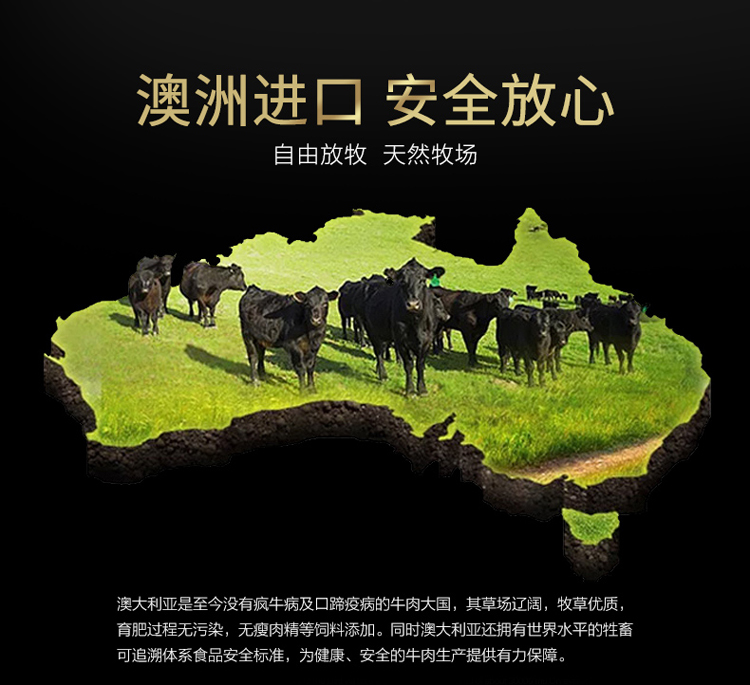 澳洲进口 安全放心
自由放牧 天然牧场
澳大利亚是至今没有疯牛病及口蹄疫病的牛肉大国，其草场辽阔，牧草优质，
育肥过程无污染，无瘦肉精等饲料添加。同时澳大利亚还拥有世界水平的牲畜
可追溯体系食品安全标准，为健康、安全的牛肉生产提供有力保障。